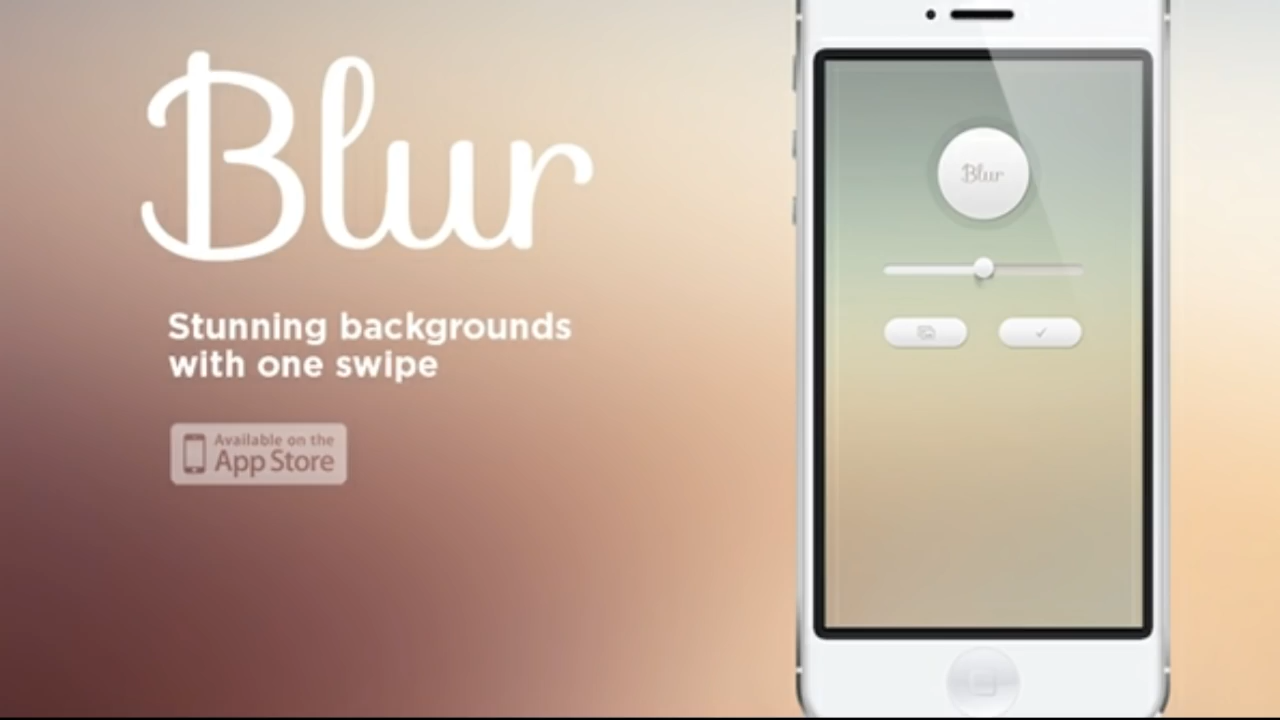 Blur
Stunning backgrounds
with one swipe
Available on the
App Store
Blur